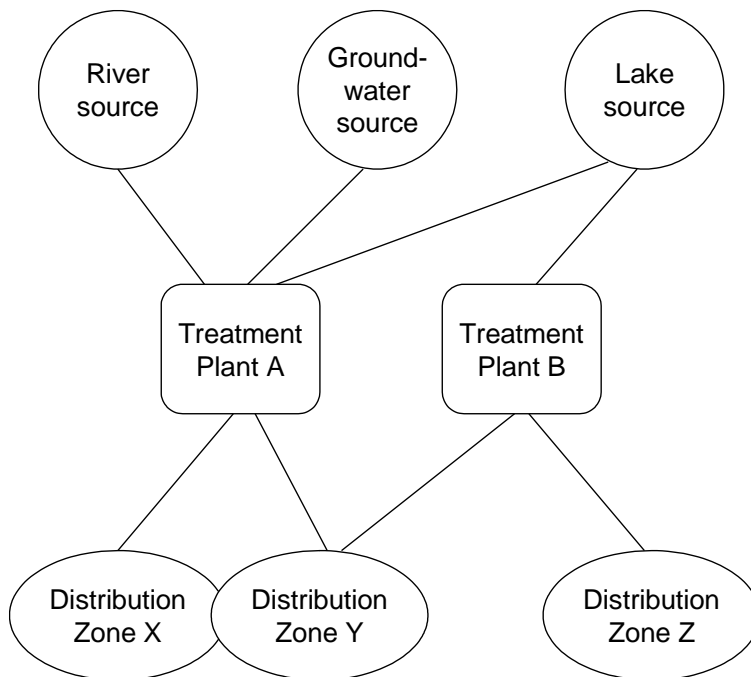 River
source
Ground-
water
source
Lake
source
Treatment
Plant A
Treatment
Plant B
Distribution
Zone X
Distribution
Zone Y
Distribution
Zone Z